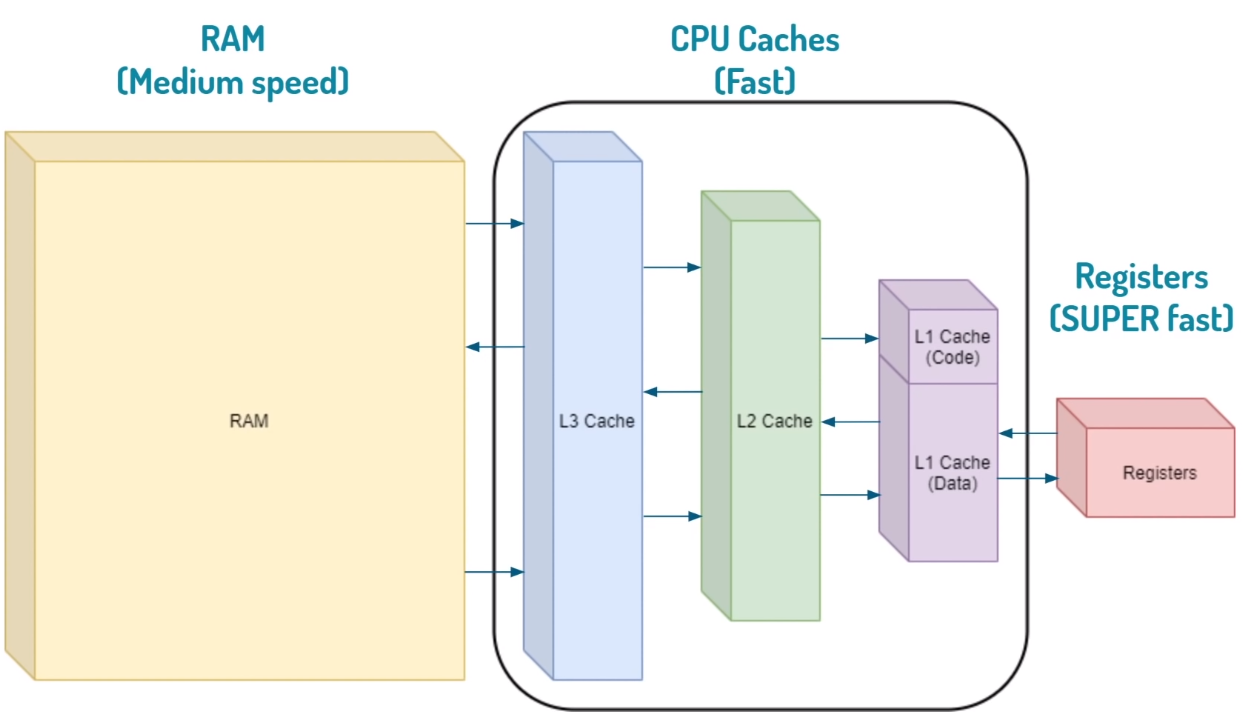 RAM
(Medium speed)
CPU Caches
(Fast)
Registers
(SUPER fast)
RAM
L3 Cache
L2 Cache
L1 Cache
(Code)
L1 Cache
(Data)
Registers